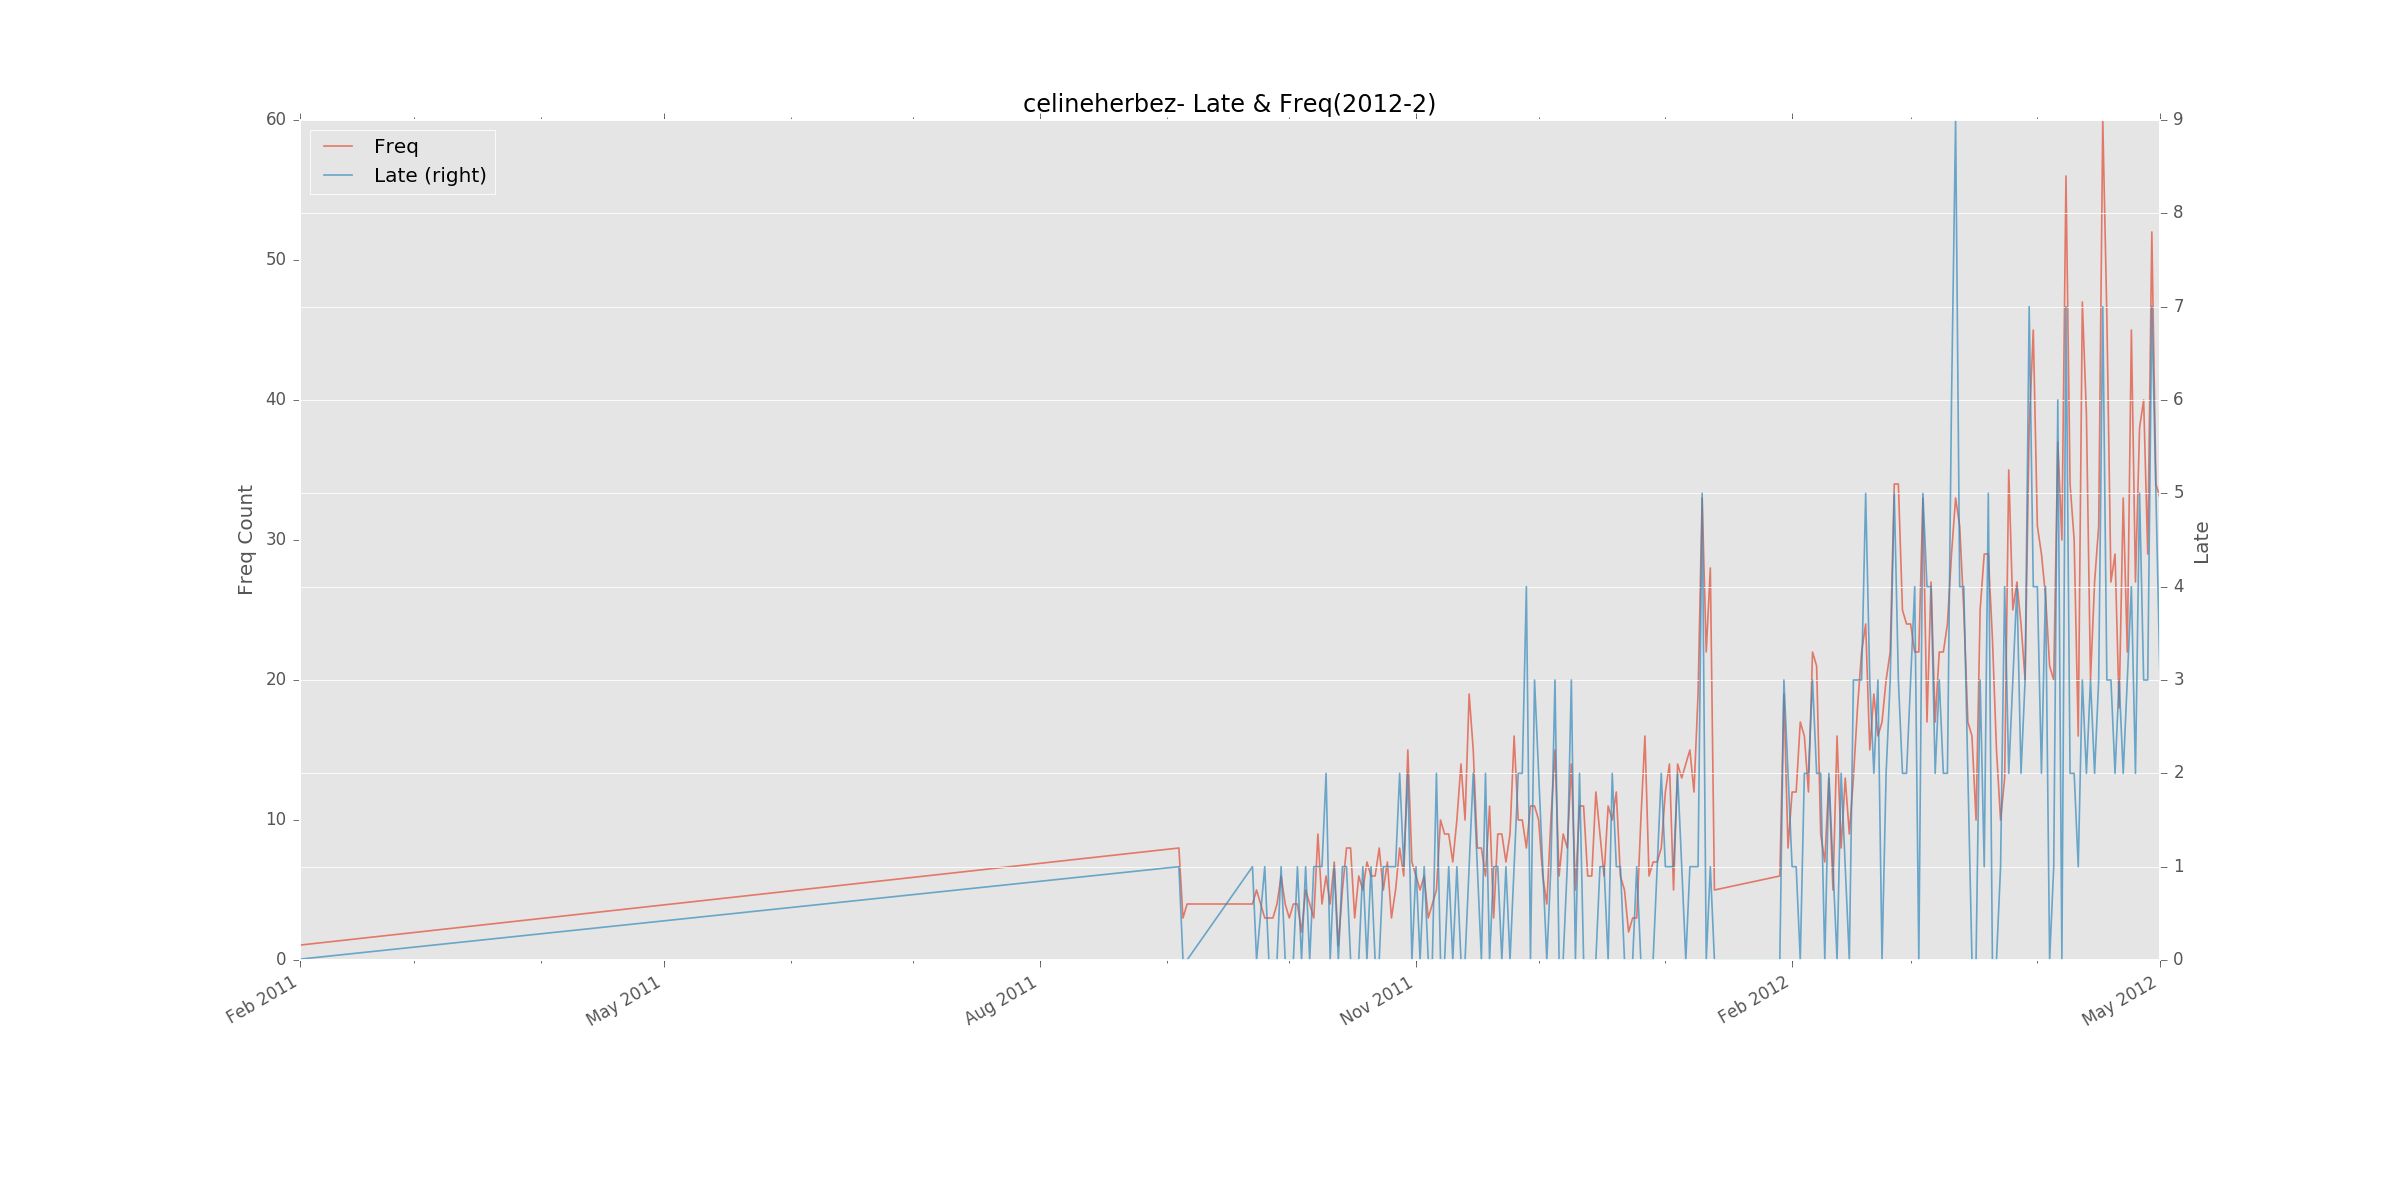 celineherbez- Late & Freq(2012-2)
Freq
Late (right)
60
50
40
30
20
10
0
Freq Count
9
8
7
6
5
4
3
2
1
0
Late
Feb 2011
May 2011
Aug 2011
Nov 2011
Feb 2012
May 2012